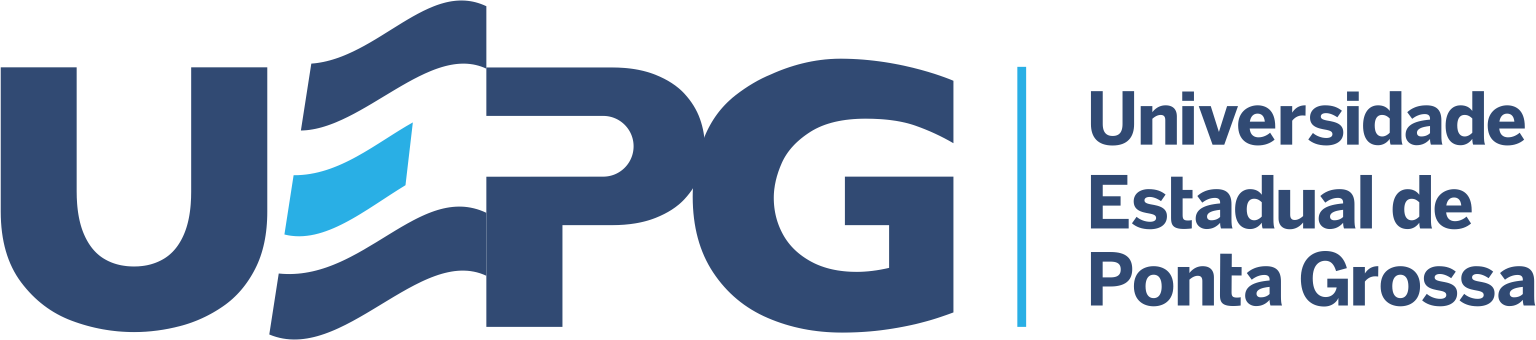 UEPG
Universidade
Estadual de
Ponta Grossa